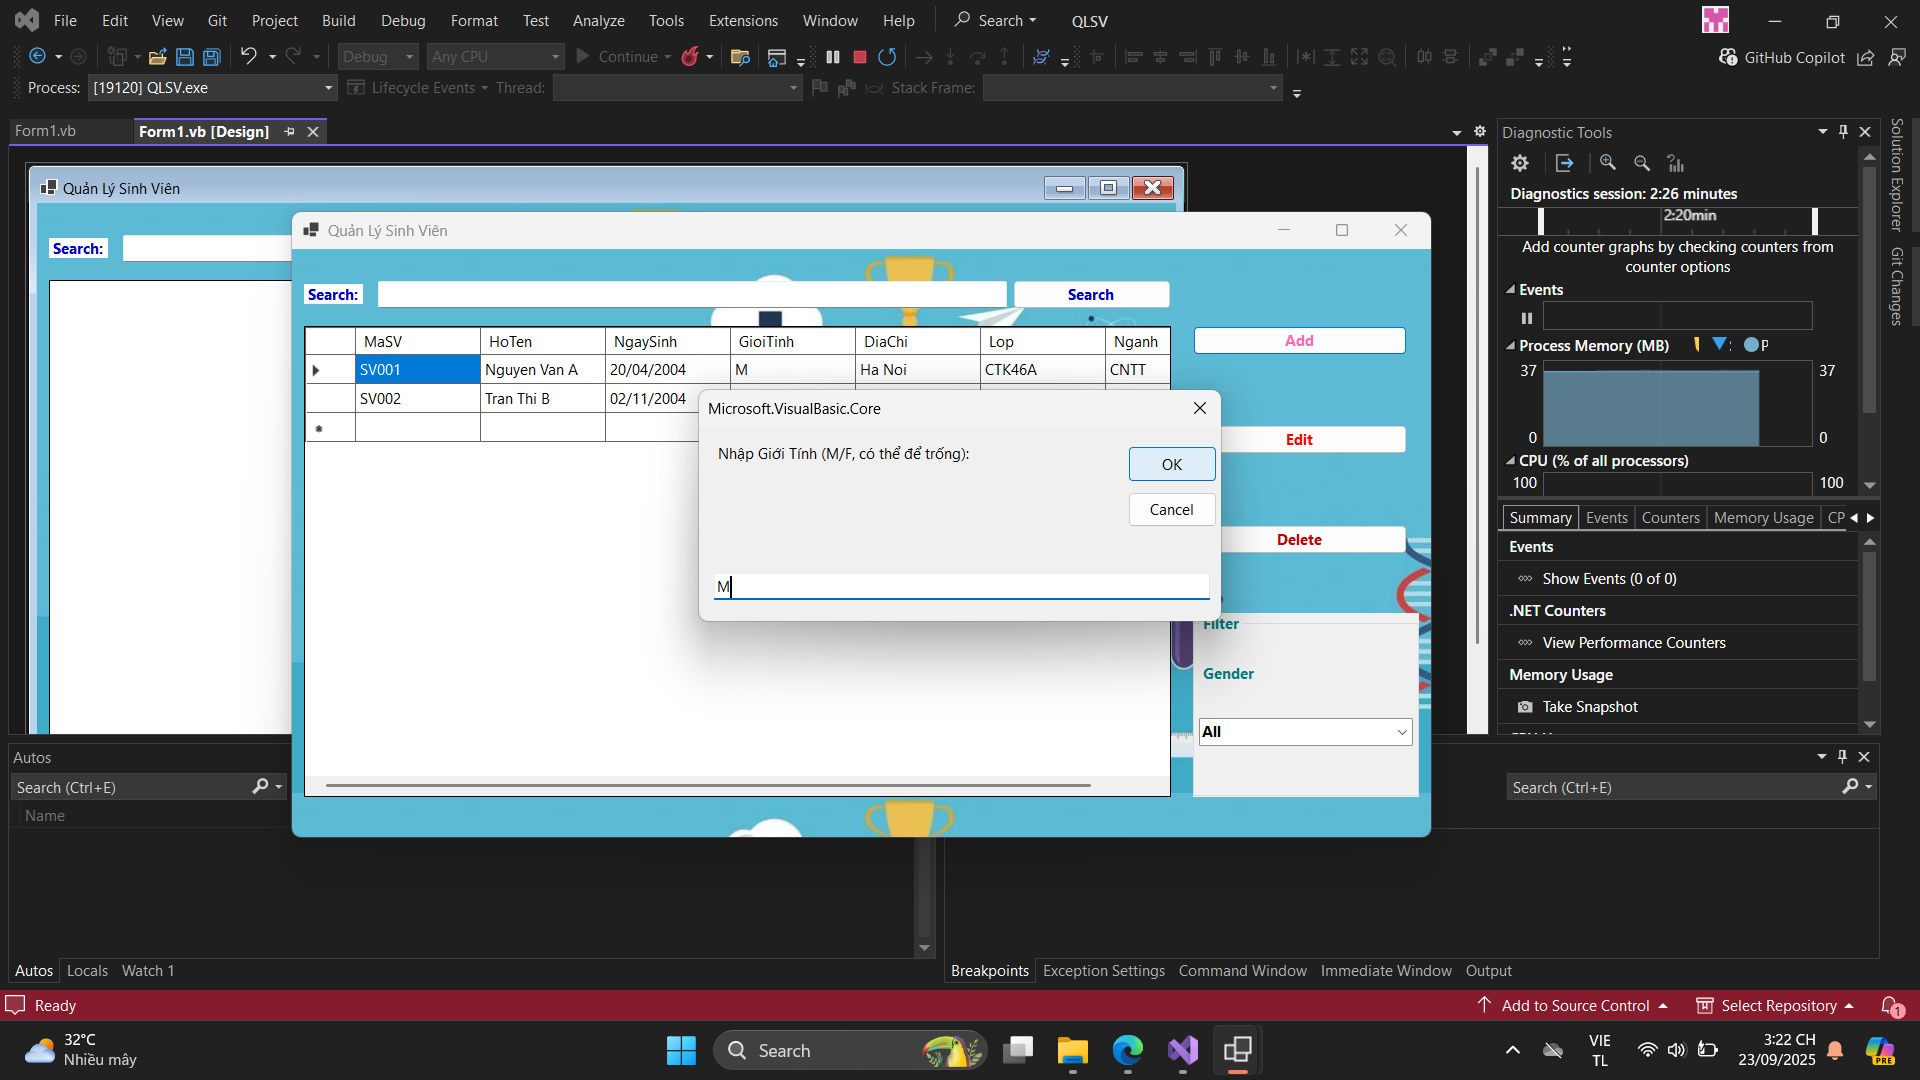 File Edit View Git Project Build Debug Format Test Analyze Tools Extensions Window Help Search QLSV
Debug Any CPU Continue GitHub Copilot
Process: [19120] QLSV.exe Lifecycle Events Thread: Stack Frame:
Form1.vb Form1.vb [Design]
Quản Lý Sinh Viên
Search:
Quản Lý Sinh Viên
Search: Search
MaSV HoTen NgaySinh GioiTinh DiaChi Lop Nganh
SV001 Nguyen Van A 20/04/2004 M Ha Noi CTK46A CNTT
SV002 Tran Thi B 02/11/2004
Add
Edit
Delete
Filter
Gender
All
Microsoft.VisualBasic.Core
Nhập Giới Tính (M/F, có thể để trống):
OK
Cancel
M
Diagnostic Tools
Diagnostics session: 2:26 minutes
2:20min
Add counter graphs by checking counters from
counter options
Events
Process Memory (MB) P
37 37
0 0
CPU (% of all processors)
100 100
Summary Events Counters Memory Usage CP
Events
Show Events (0 of 0)
.NET Counters
View Performance Counters
Memory Usage
Take Snapshot
Solution Explorer
Git Changes
Autos
Search (Ctrl+E)
Name
Search (Ctrl+E)
Autos Locals Watch 1
Breakpoints Exception Settings Command Window Immediate Window Output
Ready Add to Source Control Select Repository 1
32°C
Nhiều mây
Search
VIE
TL
3:22 CH
23/09/2025
PRE